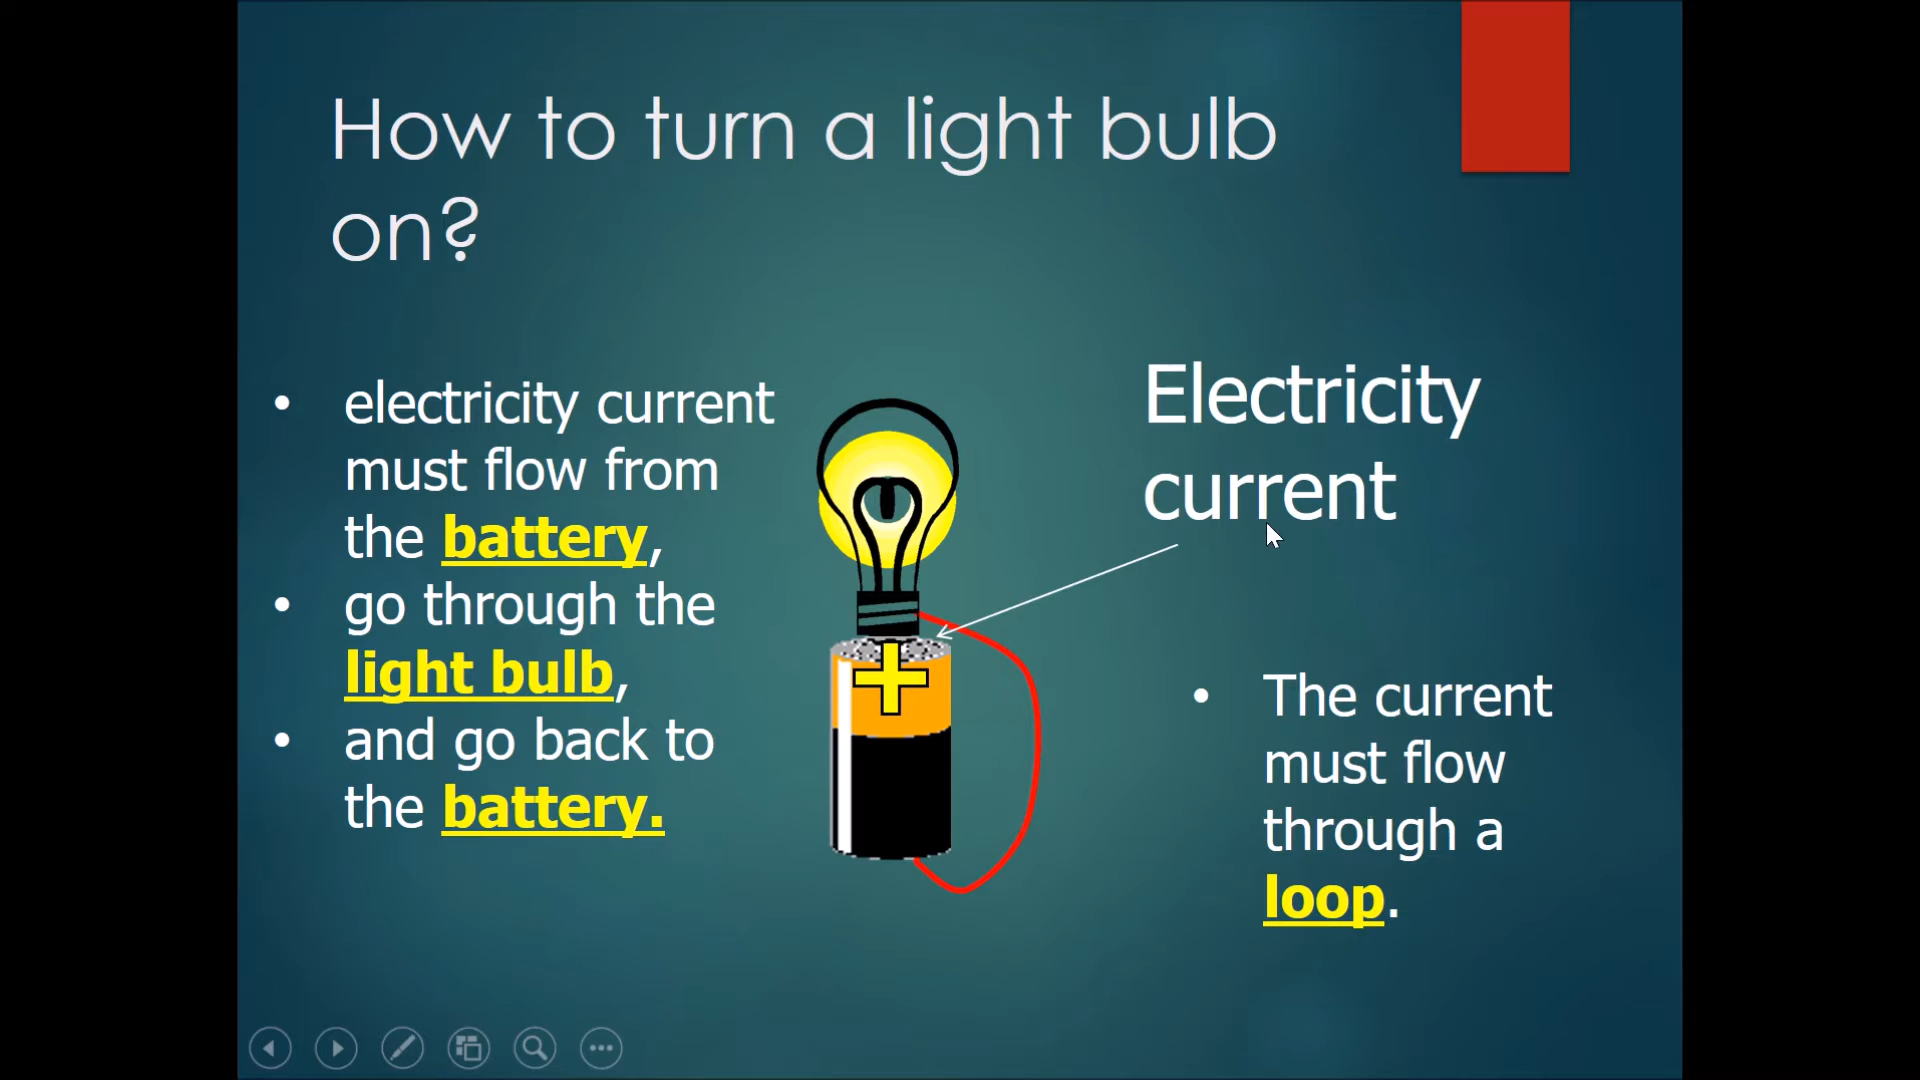 How to turn a light bulb
on?
• electricity current
must flow from
the battery,
• go through the
light bulb,
• and go back to
the battery.
Electricity
current
• The current
must flow
through a
loop.